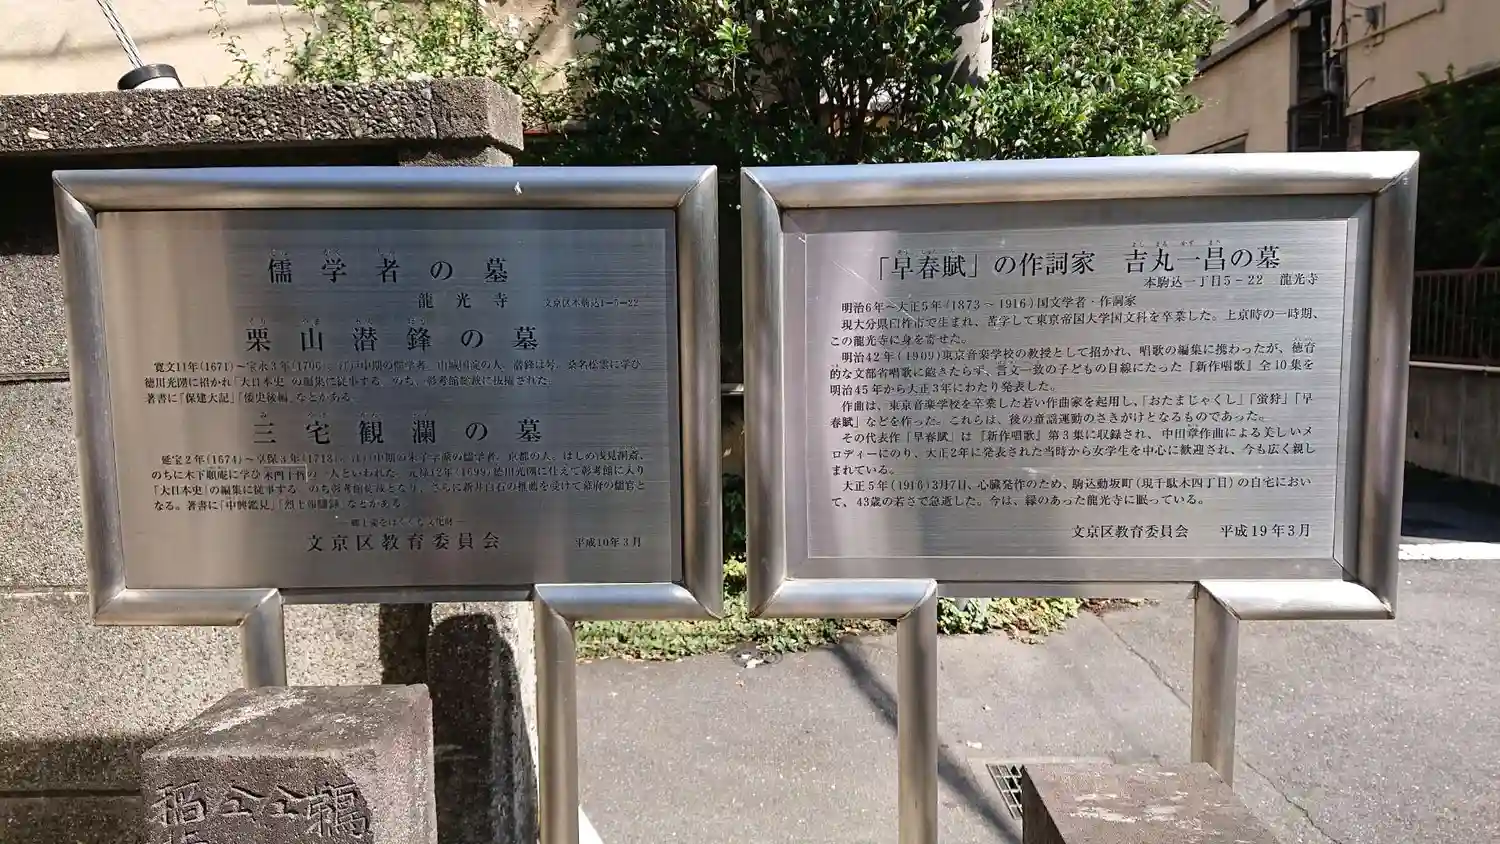 儒学者の墓
龍光寺 文京区本駒込1-5-22
栗山潜鋒の墓
寛文11年(1671)～宝永3年(1706)。江戸中期の儒学者。山城国淀の人。潜鋒は号。桑名松雲に学び
徳川光圀に招かれ「大日本史」の編集に従事する。のち、彰考館総裁に抜擢された。
著書に「保建大記」「倭史後編」などがある。
み やけ かん らん
三宅観瀾の墓
延宝2年(1674)～享保3年(1718)。江戸中期の朱子学派の儒学者。京都の人。はじめ浅見絅斎、
のちに木下順庵に学び木門十哲の一人といわれた。元禄12年(1699)徳川光圀に仕えて彰考館に入り
「大日本史」の編集に従事する。のち彰考館総裁となり、さらに新井白石の推薦を受けて幕府の儒官と
なる。著書に「中興鑑言」「烈士報讐録」などがある。
―郷土愛をはぐくむ文化財―
文京区教育委員会 平成10年3月
よし まる かず まさ
「早春賦」の作詞家 吉丸一昌の墓
本駒込一丁目5-22 龍光寺
明治6年～大正5年(1873～1916)国文学者・作詞家
現大分県臼杵市で生まれ、苦学して東京帝国大学国文科を卒業した。上京時の一時期、
この龍光寺に身を寄せた。
明治42年(1909)東京音楽学校の教授として招かれ、唱歌の編集に携わったが、徳育
的な文部省唱歌に飽きたらず、言文一致の子どもの目線にたった『新作唱歌』全10集を
明治45年から大正3年にわたり発表した。
作曲は、東京音楽学校を卒業した若い作曲家を起用し、「おたまじゃくし」「蛍狩」「早
春賦」などを作った。これらは、後の童謡運動のさきがけとなるものであった。
その代表作「早春賦」は『新作唱歌』第3集に収録され、中田章作曲による美しいメ
ロディーにのり、大正2年に発表された当時から女学生を中心に歓迎され、今も広く親し
まれている。
大正5年(1916)3月7日、心臓発作のため、駒込動坂町(現千駄木四丁目)の自宅におい
て、43歳の若さで急逝した。今は、縁のあった龍光寺に眠っている。
文京区教育委員会 平成19年3月